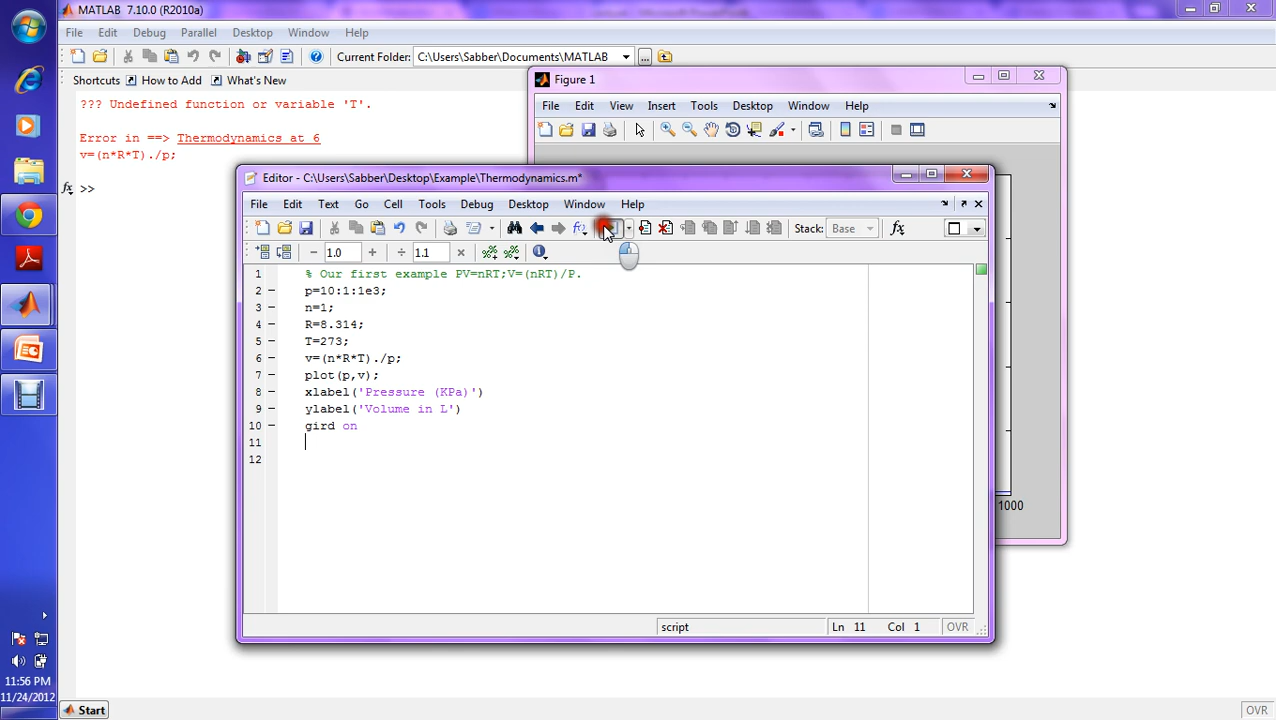 MATLAB 7.10.0 (R2010a)
File Edit Debug Parallel Desktop Window Help
Current Folder: C:\Users\Sabber\Documents\MATLAB ...
Shortcuts How to Add What's New
??? Undefined function or variable 'T'.
Error in ==> Thermodynamics at 6
v=(n*R*T)./p;
fx >>
Figure 1
File Edit View Insert Tools Desktop Window Help
1000
Editor - C:\Users\Sabber\Desktop\Example\Thermodynamics.m*
File Edit Text Go Cell Tools Debug Desktop Window Help
Stack: Base fx
− 1.0 + ÷ 1.1 ×
1 − % Our first example PV=nRT;V=(nRT)/P.
2 − p=10:1:1e3;
3 − n=1;
4 − R=8.314;
5 − T=273;
6 − v=(n*R*T)./p;
7 − plot(p,v);
8 − xlabel('Pressure (KPa)')
9 − ylabel('Volume in L')
10 − gird on
11
12
script Ln 11 Col 1 OVR
11:56 PM
11/24/2012
Start
OVR